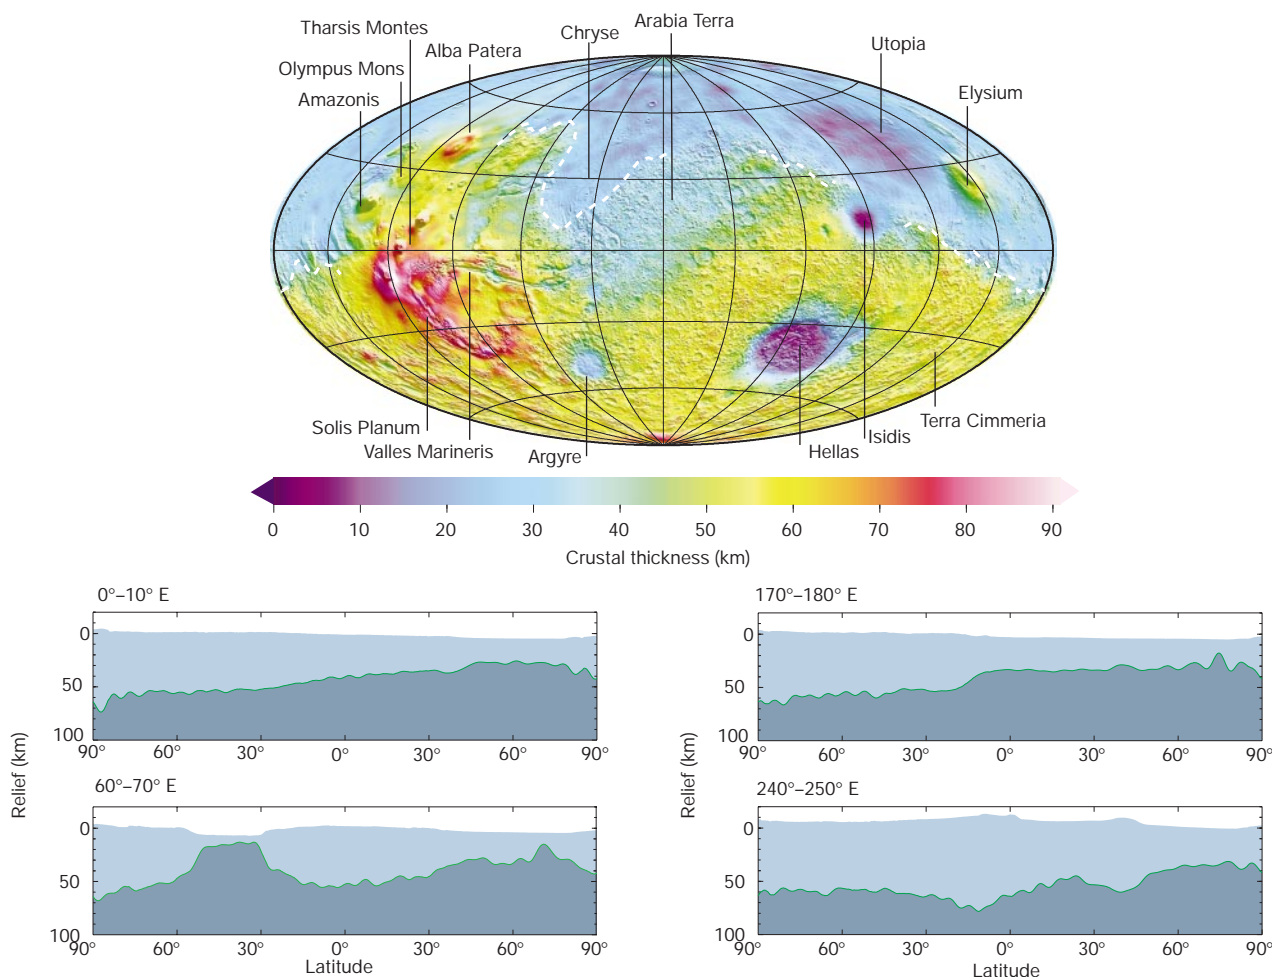 Tharsis Montes
Alba Patera
Chryse
Arabia Terra
Utopia
Olympus Mons
Amazonis
Elysium
Solis Planum
Valles Marineris
Argyre
Hellas
Isidis
Terra Cimmeria
0 10 20 30 40 50 60 70 80 90
Crustal thickness (km)
0°–10° E
0
50
100
90° 60° 30° 0° 30° 60° 90°
170°–180° E
0
50
100
90° 60° 30° 0° 30° 60° 90°
Relief (km)
Relief (km)
60°–70° E
0
50
100
90° 60° 30° 0° 30° 60° 90°
Latitude
240°–250° E
0
50
100
90° 60° 30° 0° 30° 60° 90°
Latitude